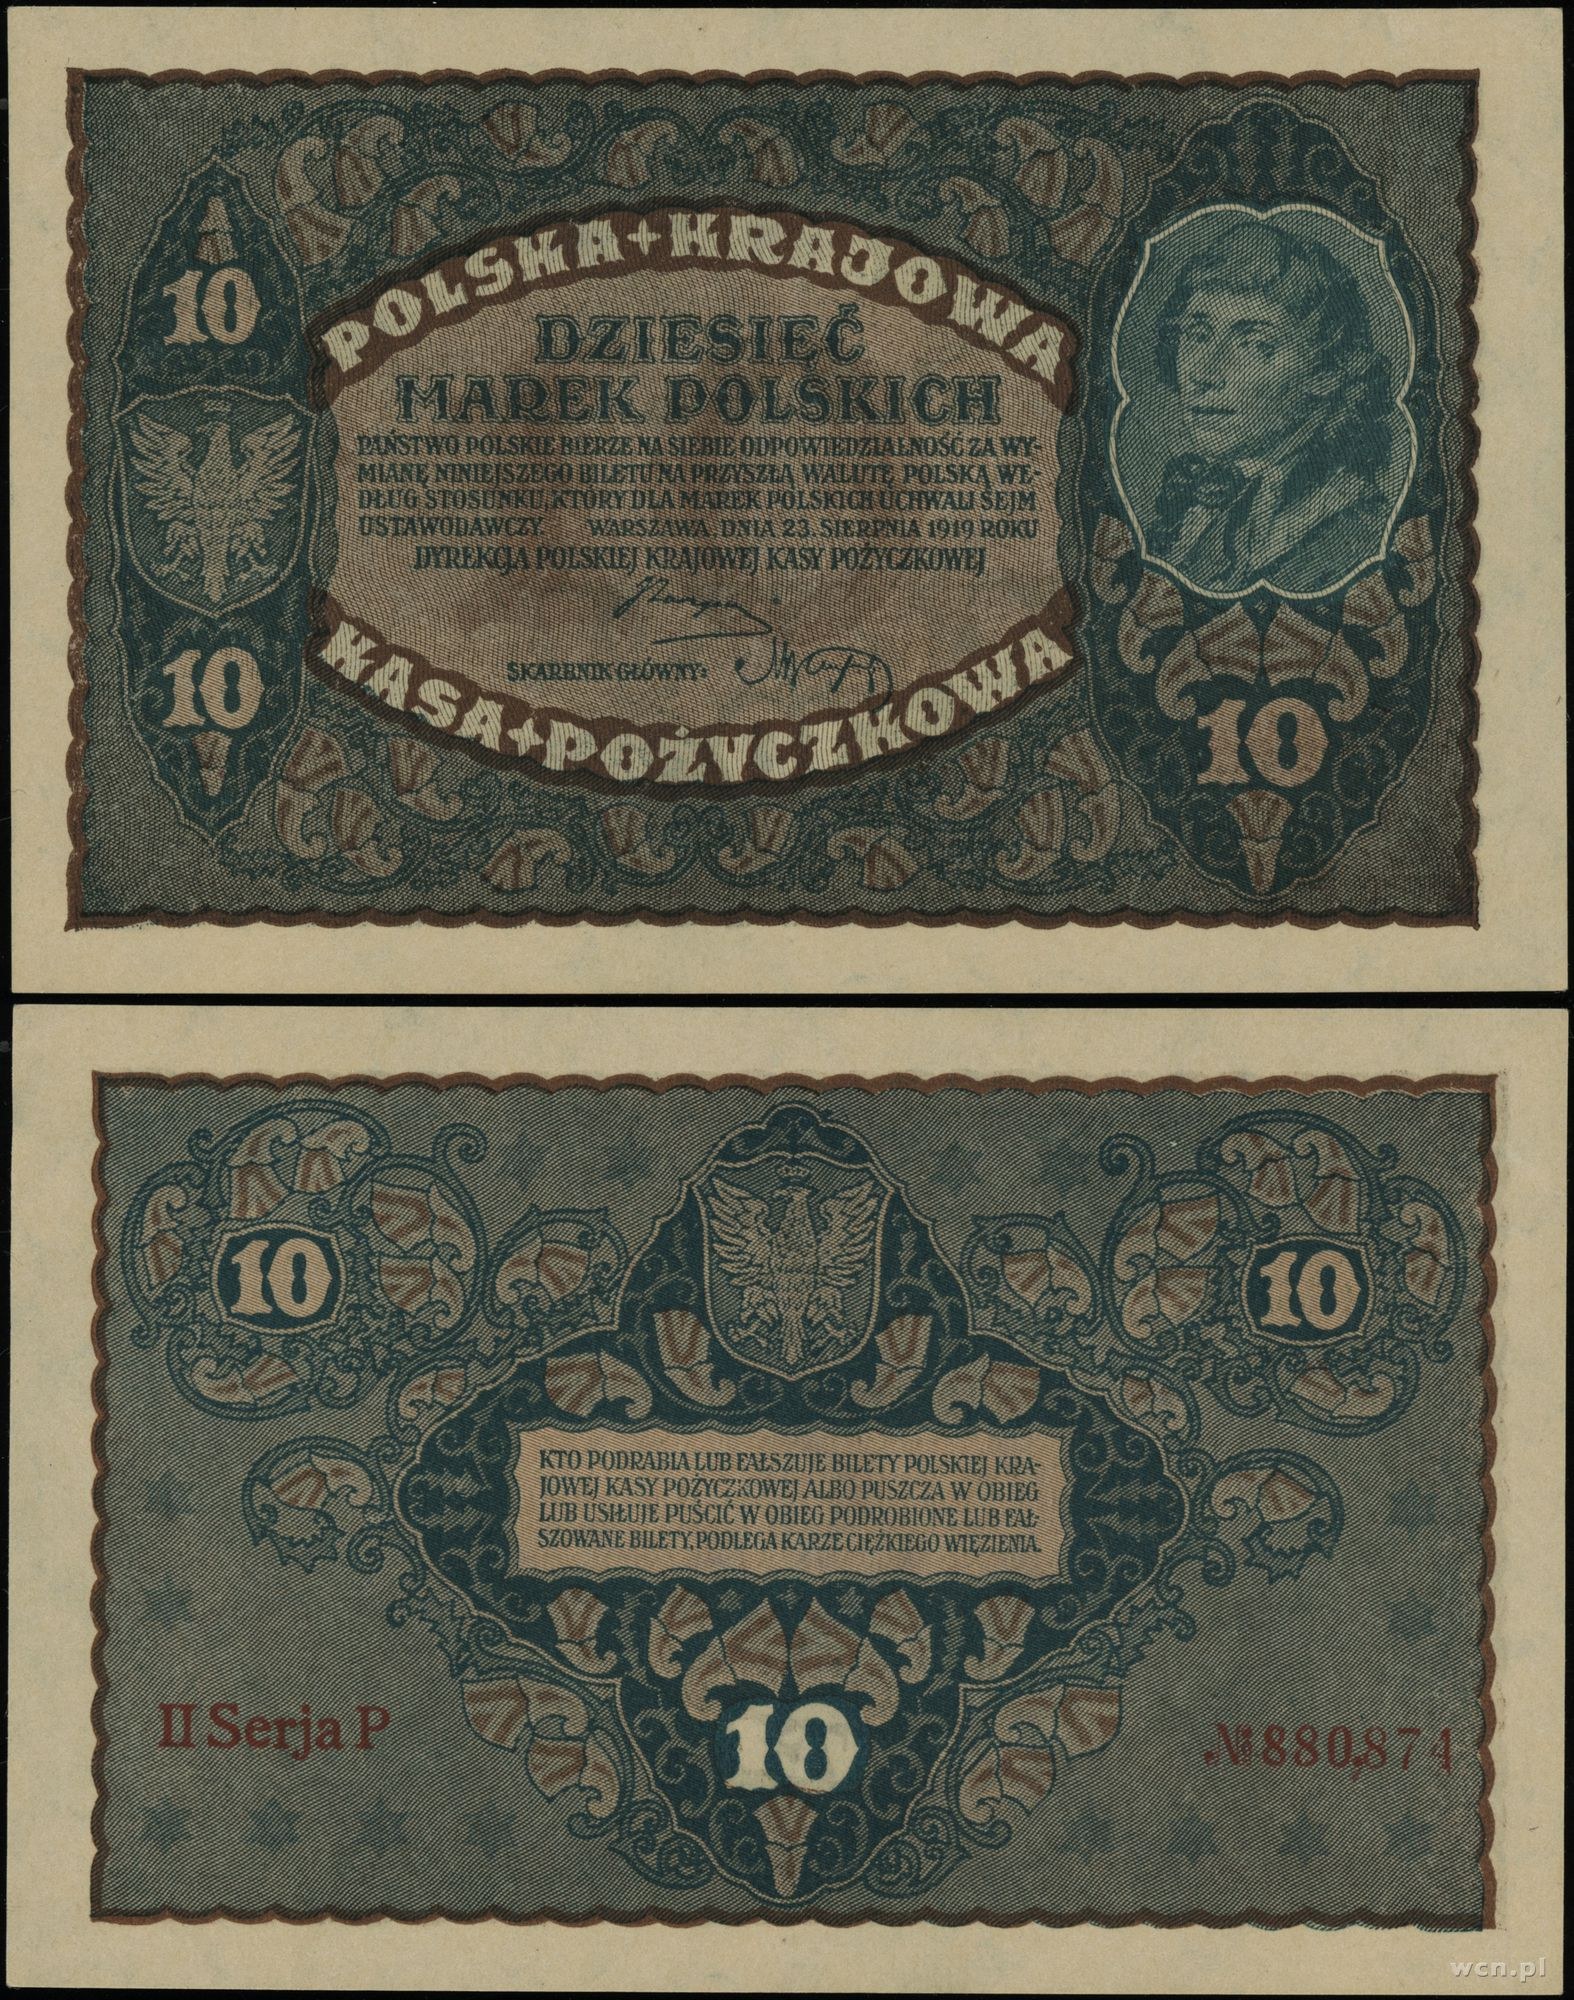 POLSKA + KRAJOWA
10
DZIESIĘĆ
MAREK POLSKICH
PAŃSTWO POLSKIE BIERZE NA SIEBIE ODPOWIEDZIALNOŚĆ ZA WY-
MIANĘ NINIEJSZEGO BILETU NA PRZYSZŁĄ WALUTĘ POLSKĄ WE-
DŁUG STOSUNKU, KTÓRY DLA MAREK POLSKICH UCHWALI SEJM
USTAWODAWCZY. WARSZAWA, DNIA 23. SIERPNIA 1919 ROKU
DYREKCJA POLSKIEJ KRAJOWEJ KASY POŻYCZKOWEJ
SKARBNIK GŁÓWNY:
10
10
KASA + POŻYCZKOWA
10
10
KTO PODRABIA LUB FAŁSZUJE BILETY POLSKIEJ KRA-
JOWEJ KASY POŻYCZKOWEJ ALBO PUSZCZA W OBIEG
LUB USIŁUJE PUŚCIĆ W OBIEG PODROBIONE LUB FAŁ-
SZOWANE BILETY, PODLEGA KARZE CIĘŻKIEGO WIĘZIENIA.
II Serja P
№ 880,874
10
wcn.pl